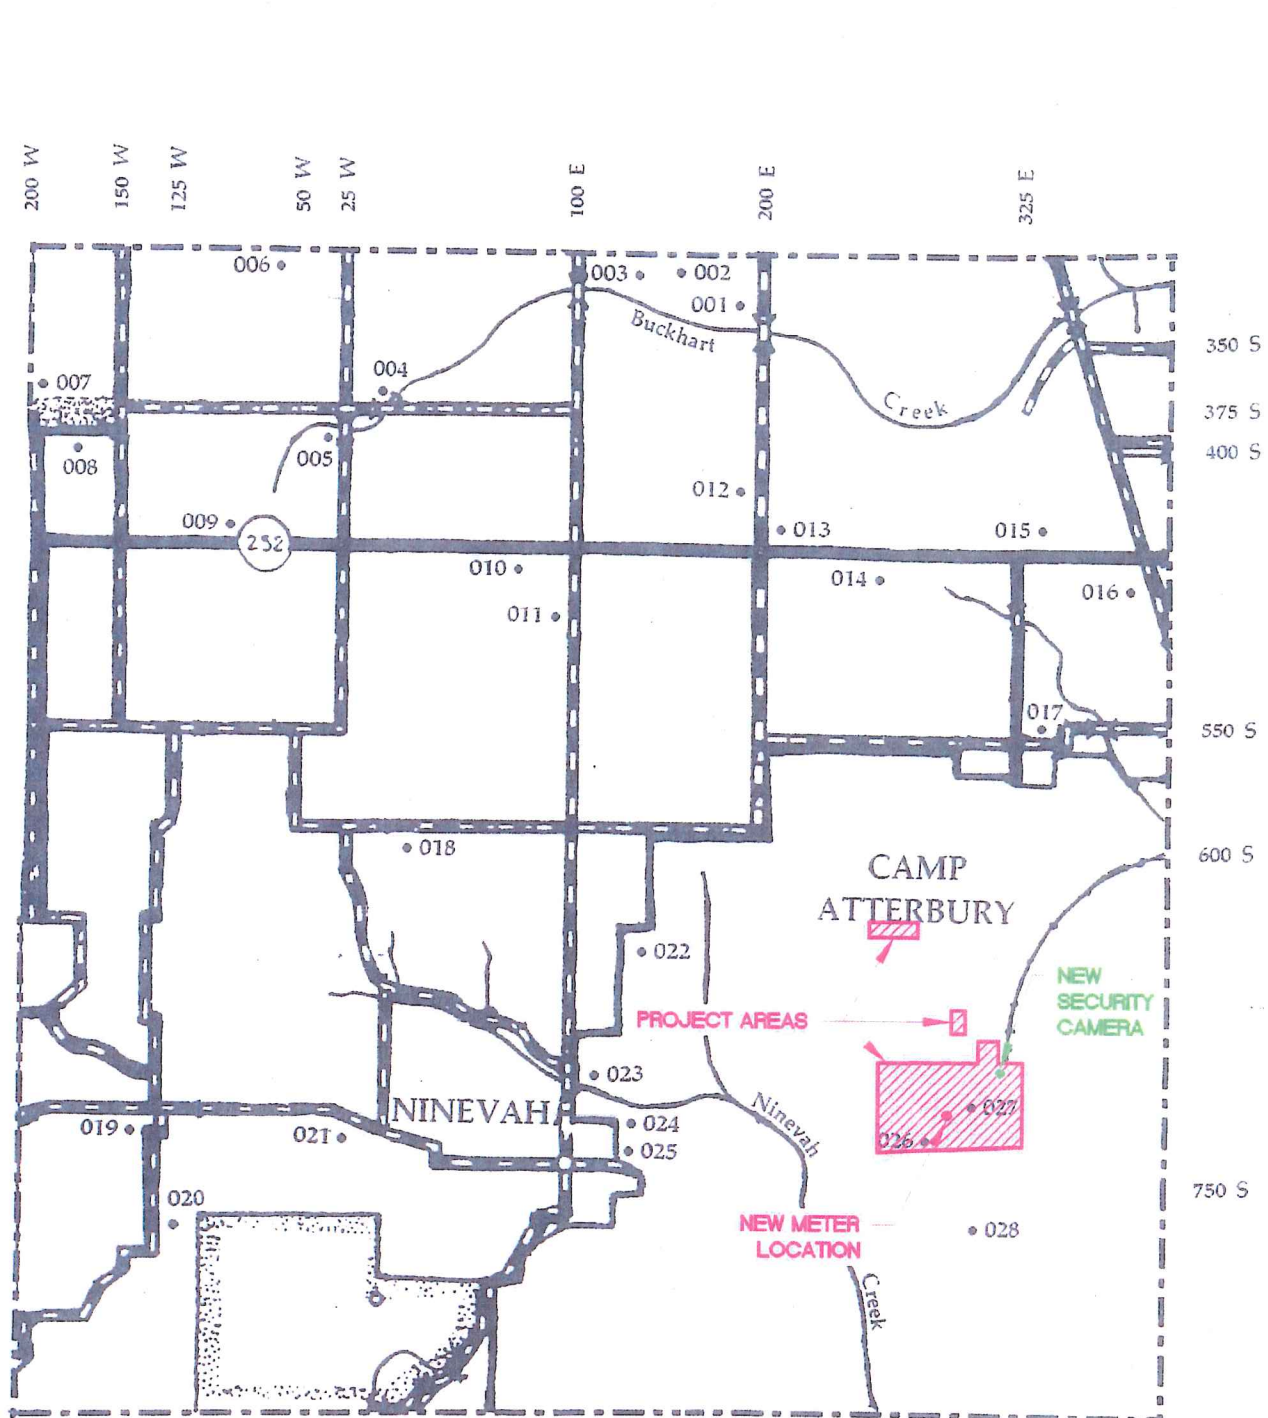 200 W
150 W
125 W
50 W
25 W
100 E
200 E
325 E
006
003
002
001
Buckhart
Creek
350 S
007
004
375 S
005
400 S
008
012
009
252
013
015
010
014
016
011
017
550 S
018
600 S
CAMP
ATTERBURY
022
NEW
SECURITY
CAMERA
PROJECT AREAS
023
NINEVAH
Ninevah
027
019
021
024
026
025
750 S
020
NEW METER
LOCATION
028
Creek